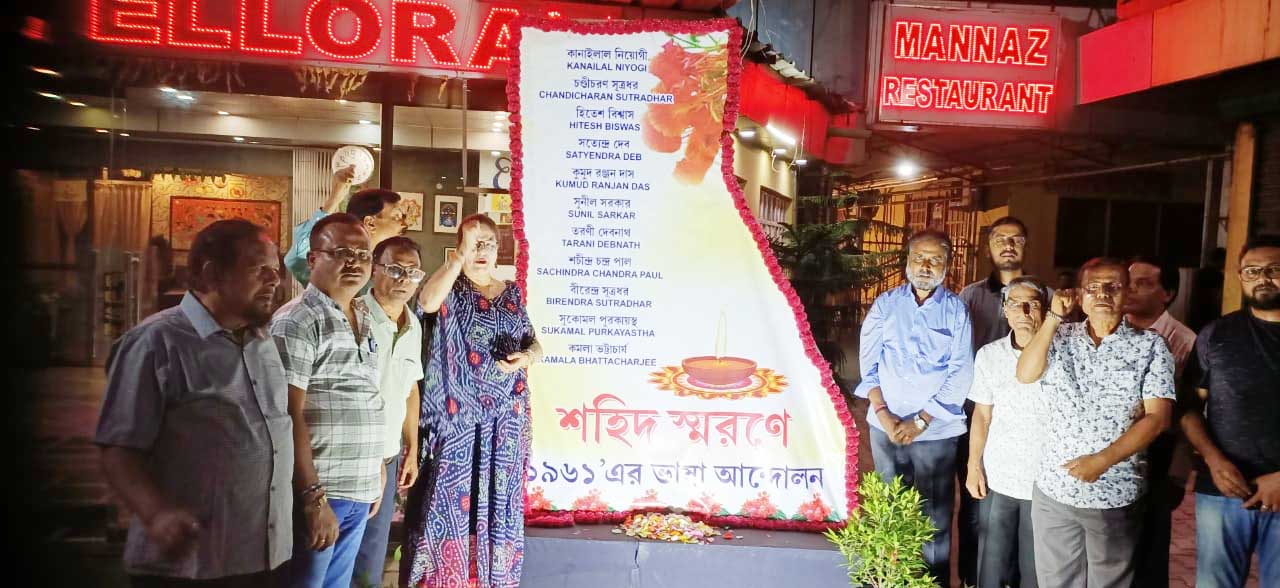 ELLORA
MANNAZ
RESTAURANT
কানাইলাল নিয়োগী
KANAILAL NIYOGI
চণ্ডীচরণ সূত্রধর
CHANDICHARAN SUTRADHAR
হিতেশ বিশ্বাস
HITESH BISWAS
সত্যেন্দ্র দেব
SATYENDRA DEB
কুমুদ রঞ্জন দাস
KUMUD RANJAN DAS
সুনীল সরকার
SUNIL SARKAR
তরণী দেবনাথ
TARANI DEBNATH
শচীন্দ্র চন্দ্র পাল
SACHINDRA CHANDRA PAUL
বীরেন্দ্র সূত্রধর
BIRENDRA SUTRADHAR
সুকোমল পুরকায়স্থ
SUKAMAL PURKAYASTHA
কমলা ভট্টাচার্য
KAMALA BHATTACHARJEE
শহিদ স্মরণে
১৯৬১'এর ভাষা আন্দোলন